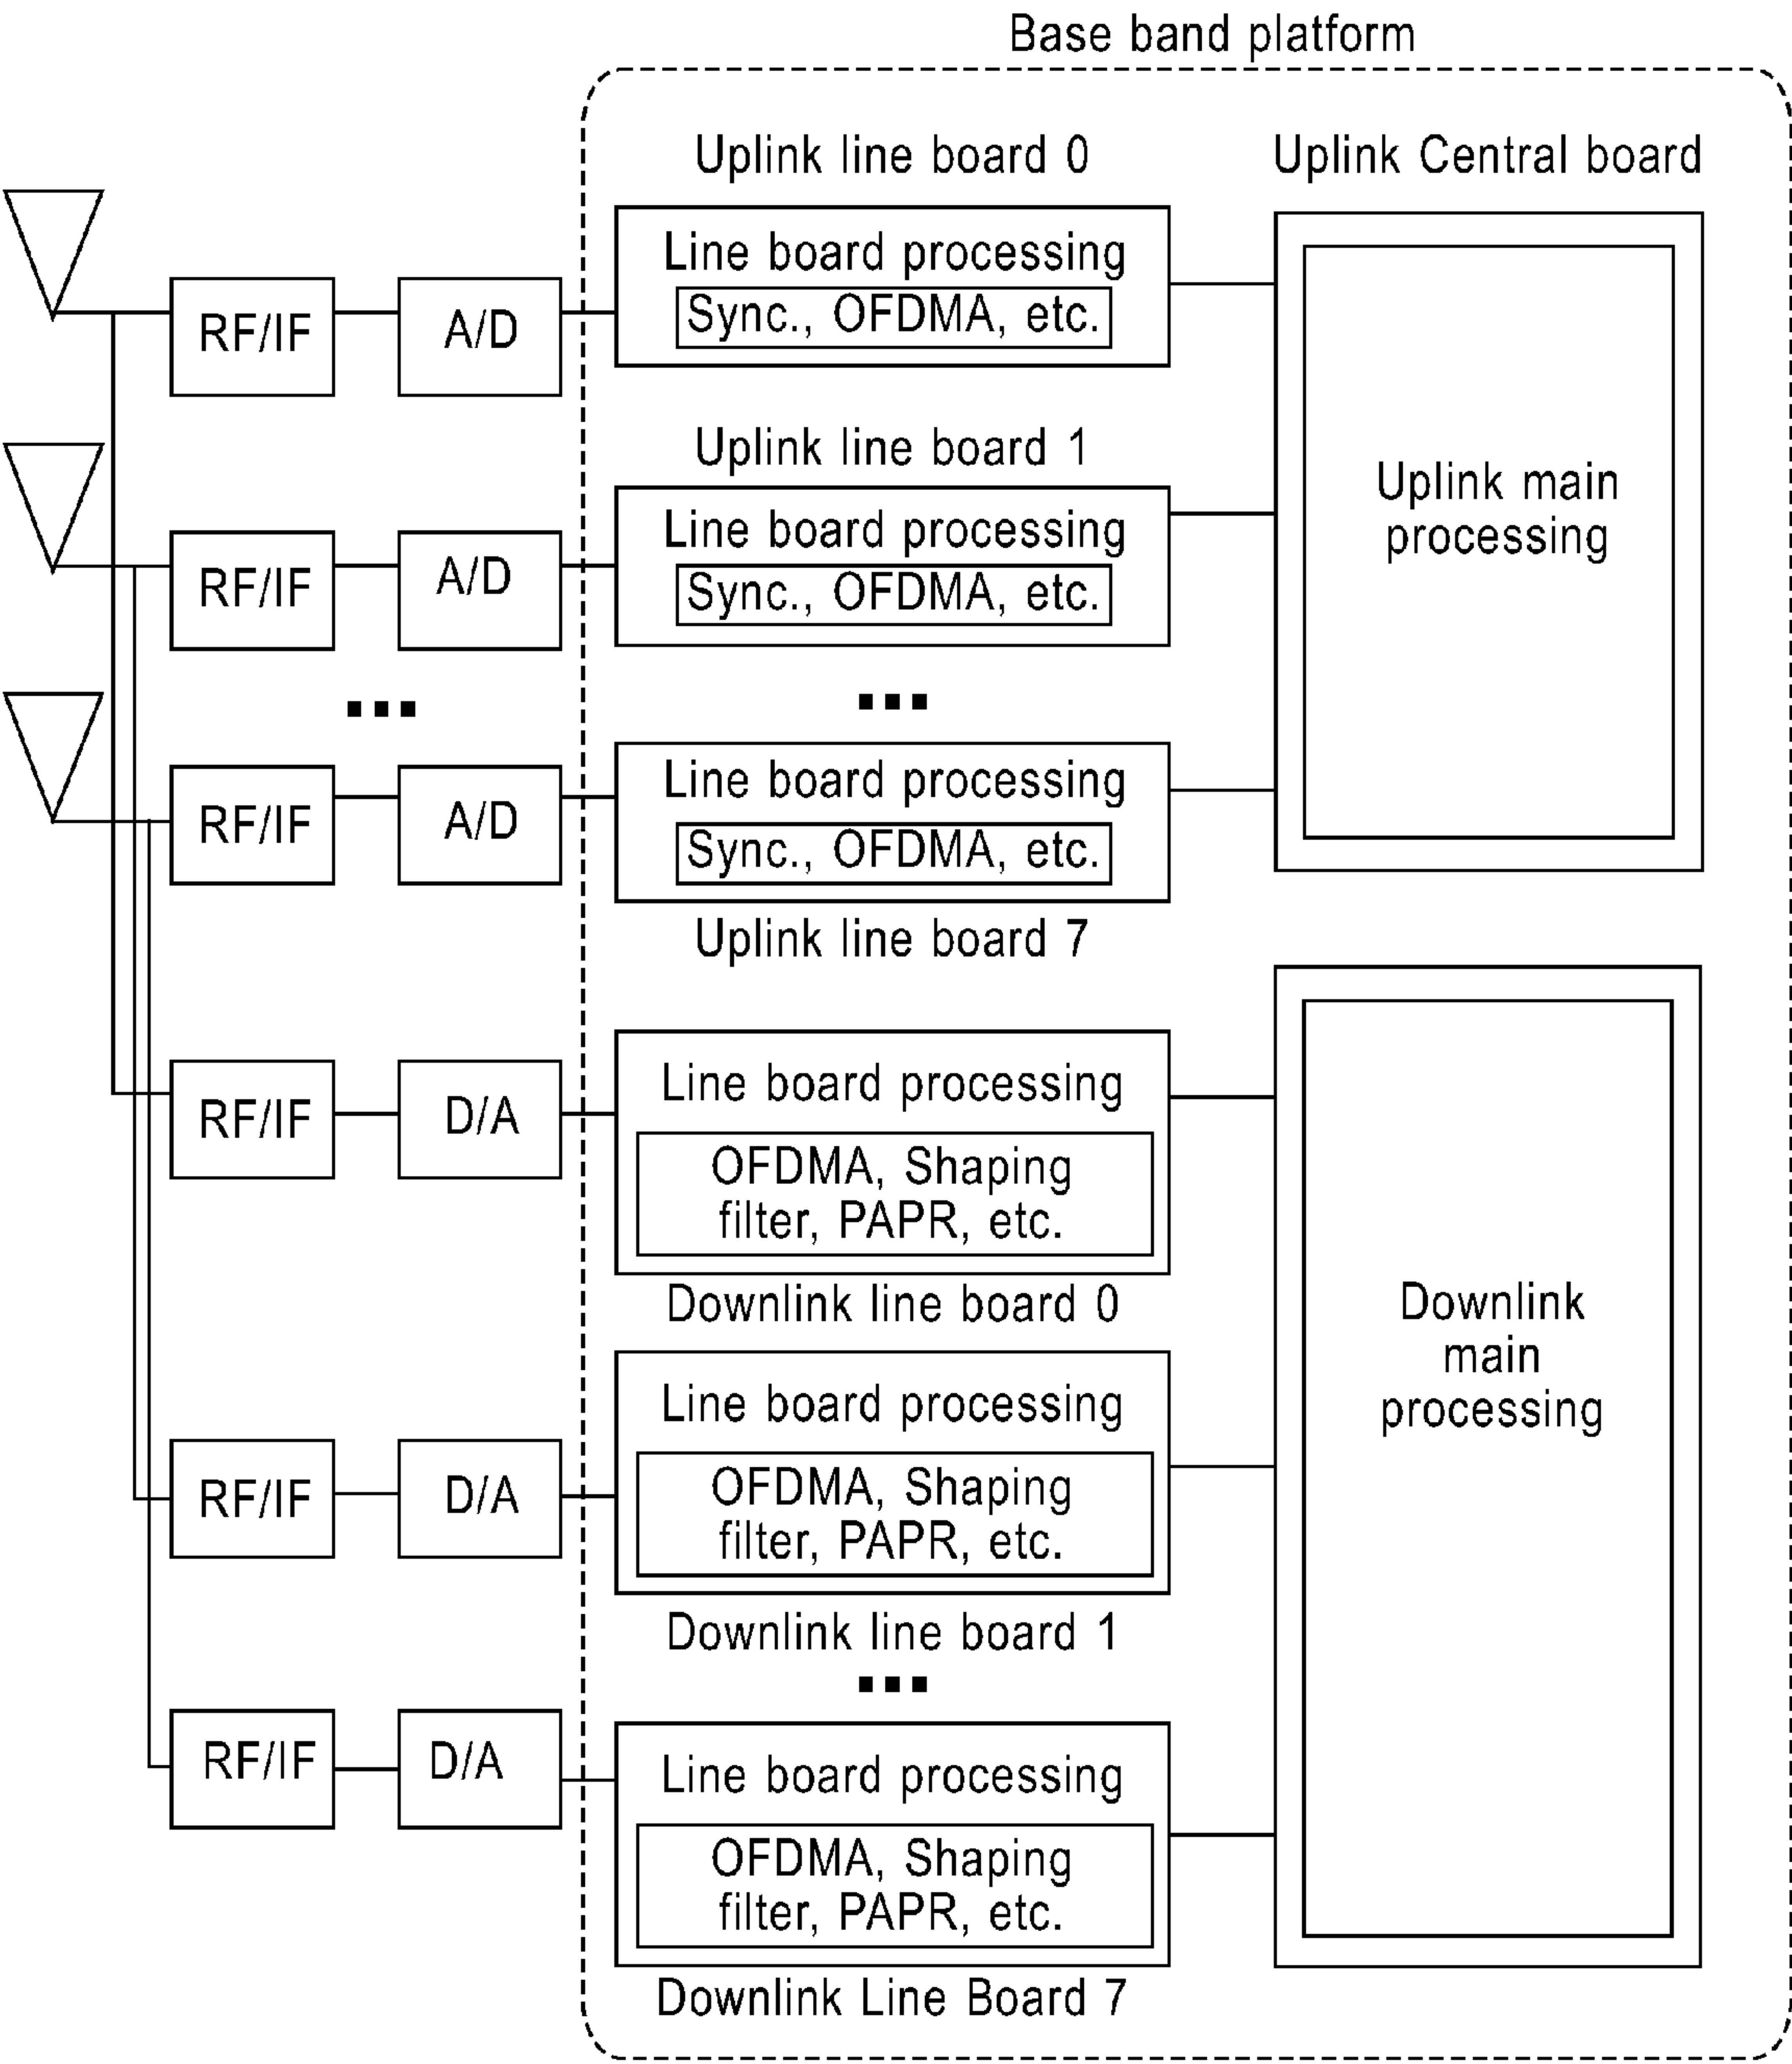 Base band platform
Uplink line board 0
Uplink Central board
Line board processing
Sync., OFDMA, etc.
RF/IF
A/D
Uplink line board 1
Line board processing
Sync., OFDMA, etc.
RF/IF
A/D
Uplink main
processing
...
...
Line board processing
Sync., OFDMA, etc.
RF/IF
A/D
Uplink line board 7
RF/IF
D/A
Line board processing
OFDMA, Shaping
filter, PAPR, etc.
Downlink line board 0
Downlink
main
processing
RF/IF
D/A
Line board processing
OFDMA, Shaping
filter, PAPR, etc.
Downlink line board 1
...
RF/IF
D/A
Line board processing
OFDMA, Shaping
filter, PAPR, etc.
Downlink Line Board 7